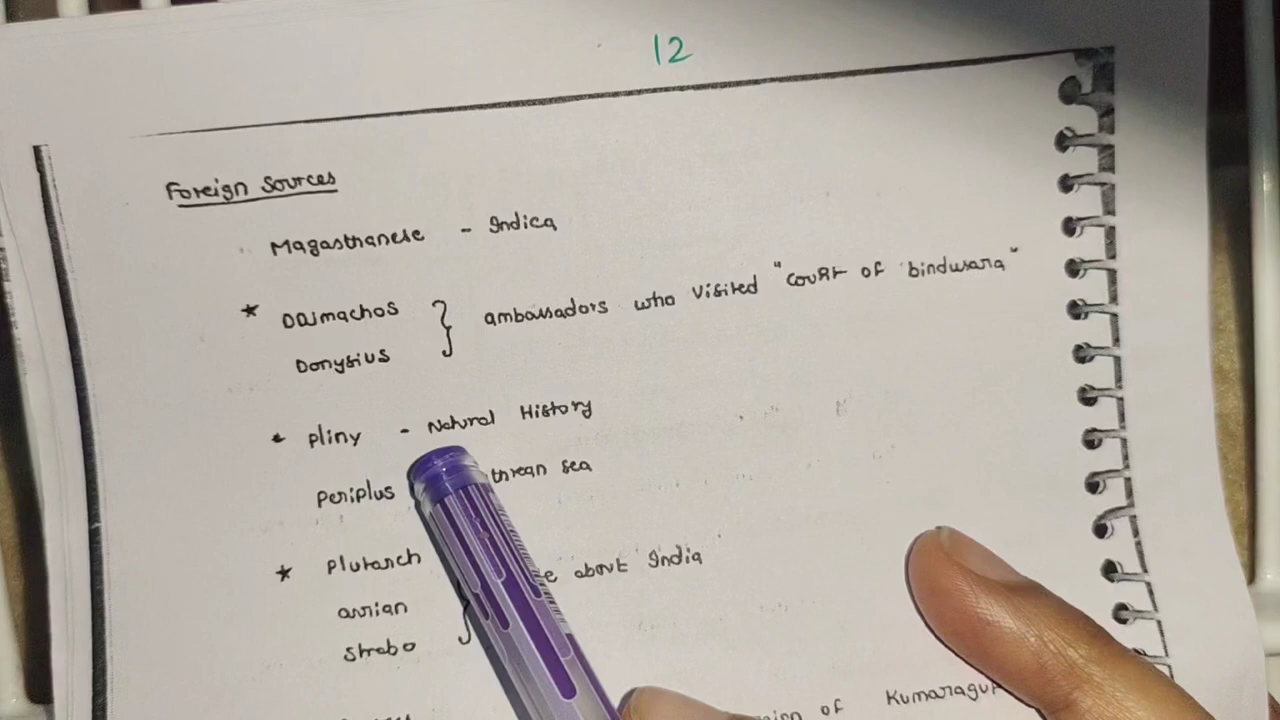 12
Foreign Sources
Magasthanese - Indica
* Daimachos } ambassadors who visited "court of bindusara"
Donysius
* Pliny - Natural History
Periplus threan sea
* Plutarch about India
arrian }
strabo
of Kumaragup